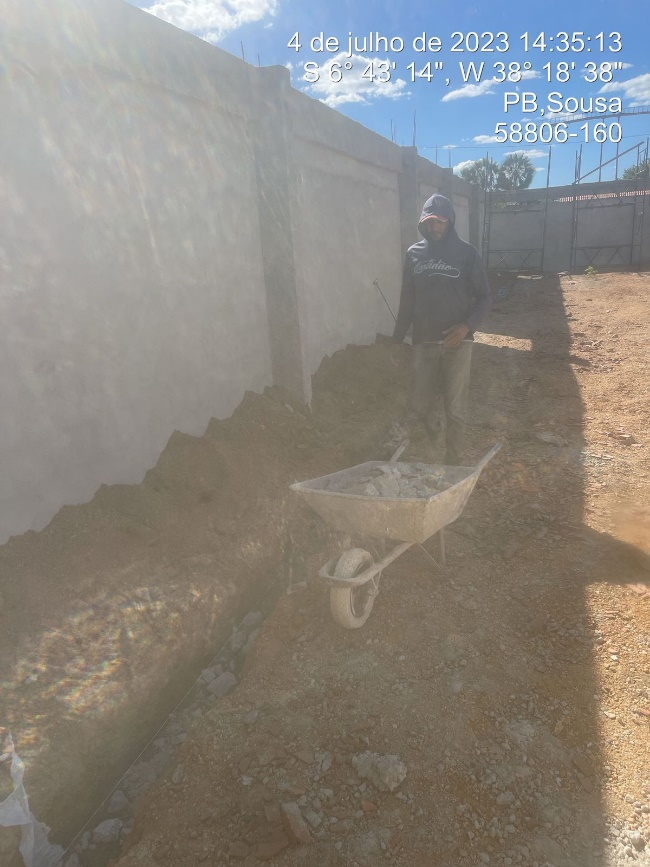 4 de julho de 2023 14:35:13
S 6° 43' 14", W 38° 18' 38"
PB,Sousa
58806-160